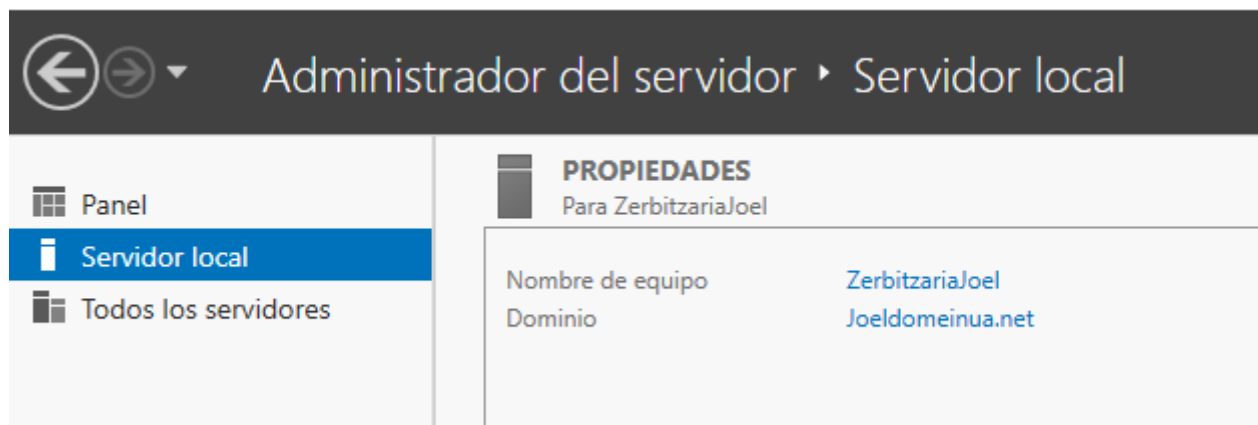 Administrador del servidor ‣ Servidor local
Panel
Servidor local
Todos los servidores
PROPIEDADES
Para ZerbitzariaJoel
Nombre de equipo ZerbitzariaJoel
Dominio Joeldomeinua.net